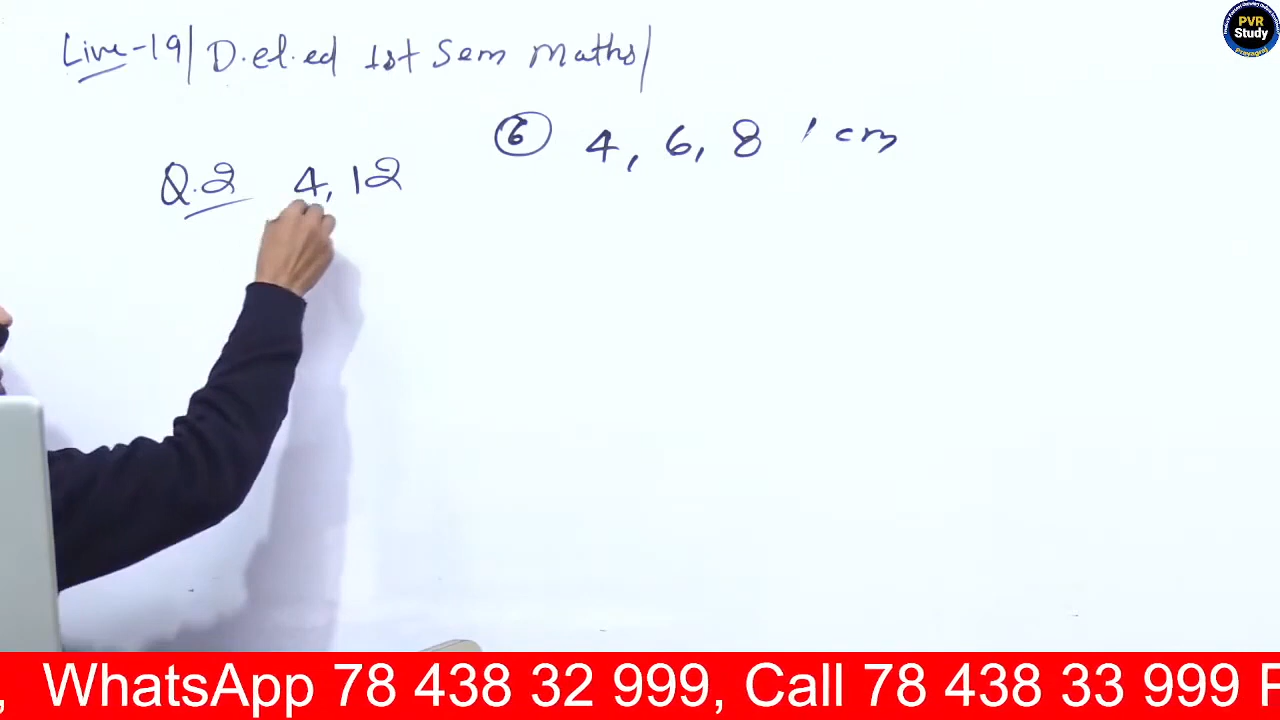 Live-19/ D.el.ed 1st Sem Maths/
Q.2 4, 12
⑥ 4, 6, 8 , cm
PVR
Study
Prayagraj
, WhatsApp 78 438 32 999, Call 78 438 33 999